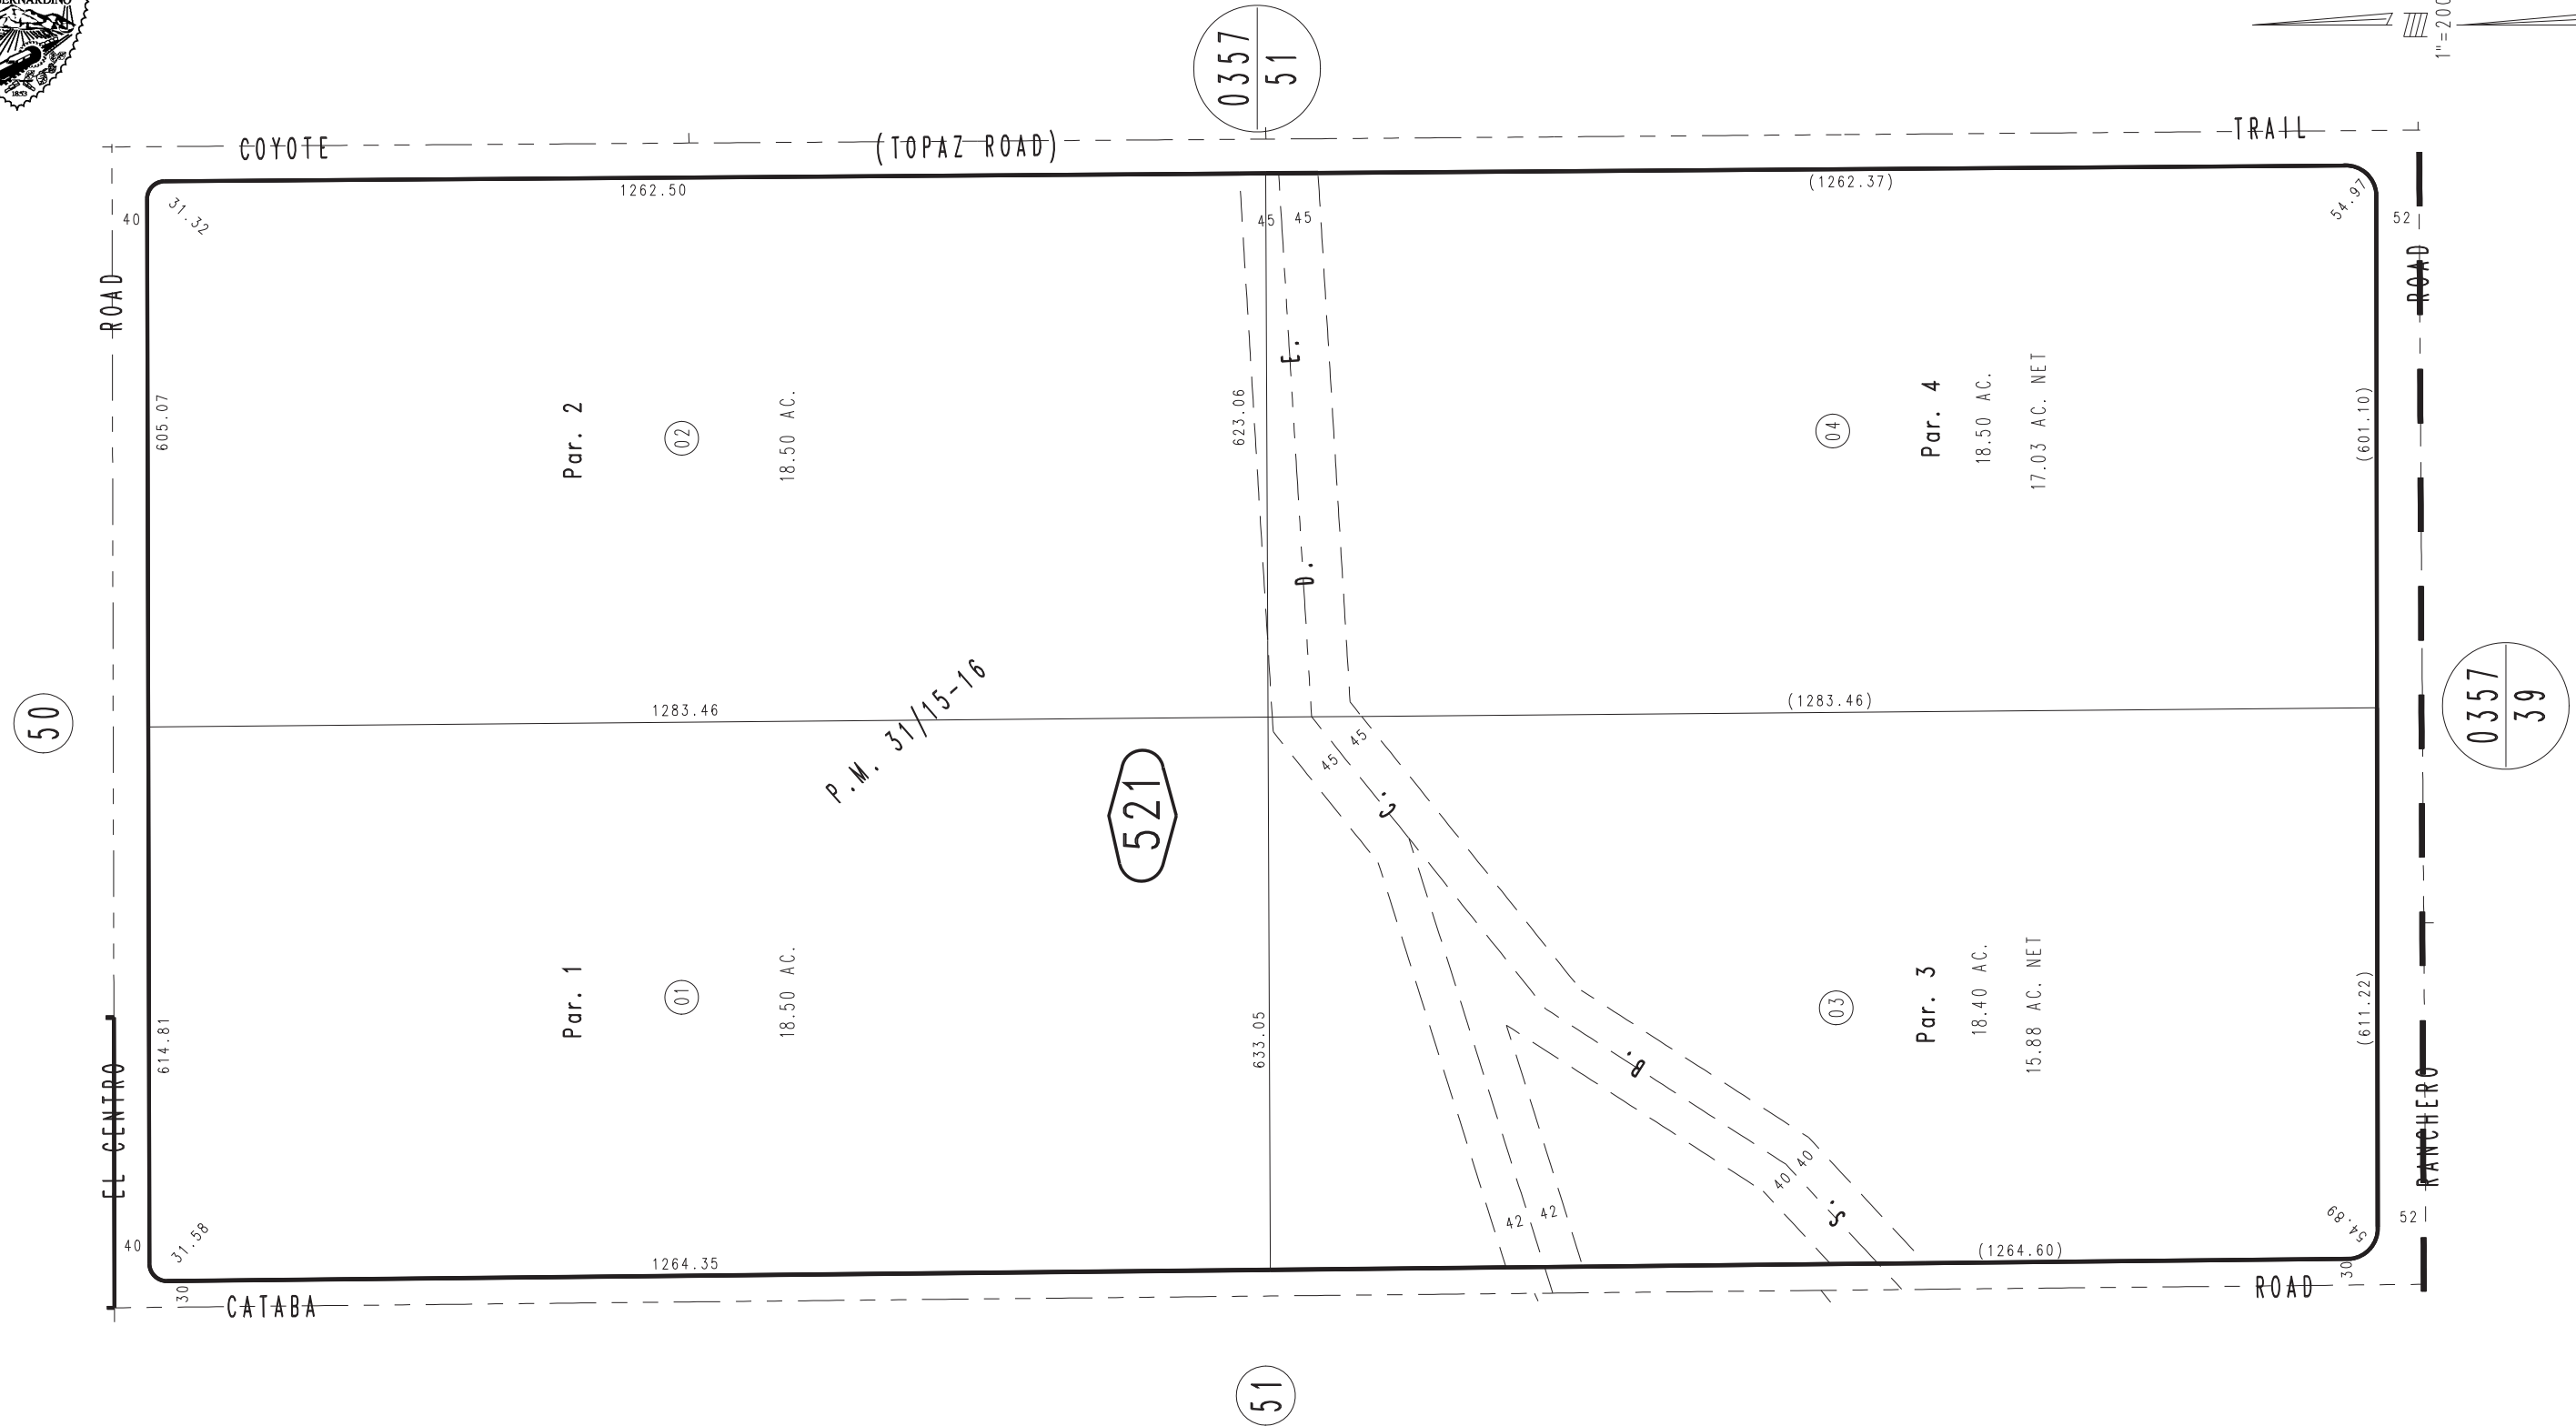 BERNARDINO
1853
0357
51
1"=200
COYOTE
(TOPAZ ROAD)
TRAIL
1262.50
(1262.37)
40
31.32
45
45
54.97
52
ROAD
ROAD
605.07
Par. 2
02
18.50 AC.
623.06
E.
D.
04
Par. 4
18.50 AC.
17.03 AC. NET
(601.10)
50
1283.46
(1283.46)
0357
39
P.M. 31/15-16
521
45
45
C.
614.81
Par. 1
01
18.50 AC.
633.05
B.
03
Par. 3
18.40 AC.
15.88 AC. NET
(611.22)
EL CENTRO
RANCHERO
40
40
S.
42
42
40
31.58
1264.35
(1264.60)
54.89
52
30
30
CATABA
ROAD
51